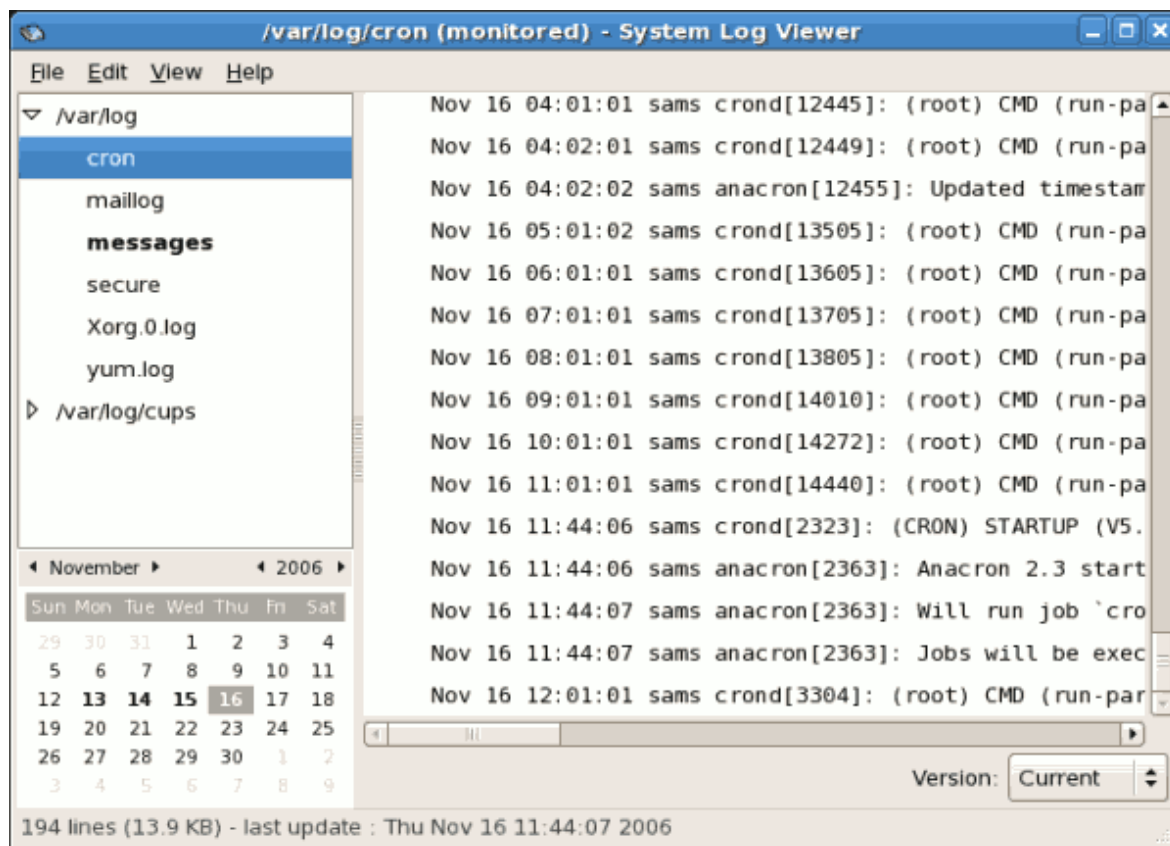 /var/log/cron (monitored) - System Log Viewer
File Edit View Help
/var/log
cron
maillog
messages
secure
Xorg.0.log
yum.log
/var/log/cups
Nov 16 04:01:01 sams crond[12445]: (root) CMD (run-pa
Nov 16 04:02:01 sams crond[12449]: (root) CMD (run-pa
Nov 16 04:02:02 sams anacron[12455]: Updated timestam
Nov 16 05:01:02 sams crond[13505]: (root) CMD (run-pa
Nov 16 06:01:01 sams crond[13605]: (root) CMD (run-pa
Nov 16 07:01:01 sams crond[13705]: (root) CMD (run-pa
Nov 16 08:01:01 sams crond[13805]: (root) CMD (run-pa
Nov 16 09:01:01 sams crond[14010]: (root) CMD (run-pa
Nov 16 10:01:01 sams crond[14272]: (root) CMD (run-pa
Nov 16 11:01:01 sams crond[14440]: (root) CMD (run-pa
Nov 16 11:44:06 sams crond[2323]: (CRON) STARTUP (V5.
Nov 16 11:44:06 sams anacron[2363]: Anacron 2.3 start
Nov 16 11:44:07 sams anacron[2363]: Will run job `cro
Nov 16 11:44:07 sams anacron[2363]: Jobs will be exec
Nov 16 12:01:01 sams crond[3304]: (root) CMD (run-par
November 2006
Sun Mon Tue Wed Thu Fri Sat
29 30 31 1 2 3 4
5 6 7 8 9 10 11
12 13 14 15 16 17 18
19 20 21 22 23 24 25
26 27 28 29 30 1 2
3 4 5 6 7 8 9
Version: Current
194 lines (13.9 KB) - last update : Thu Nov 16 11:44:07 2006